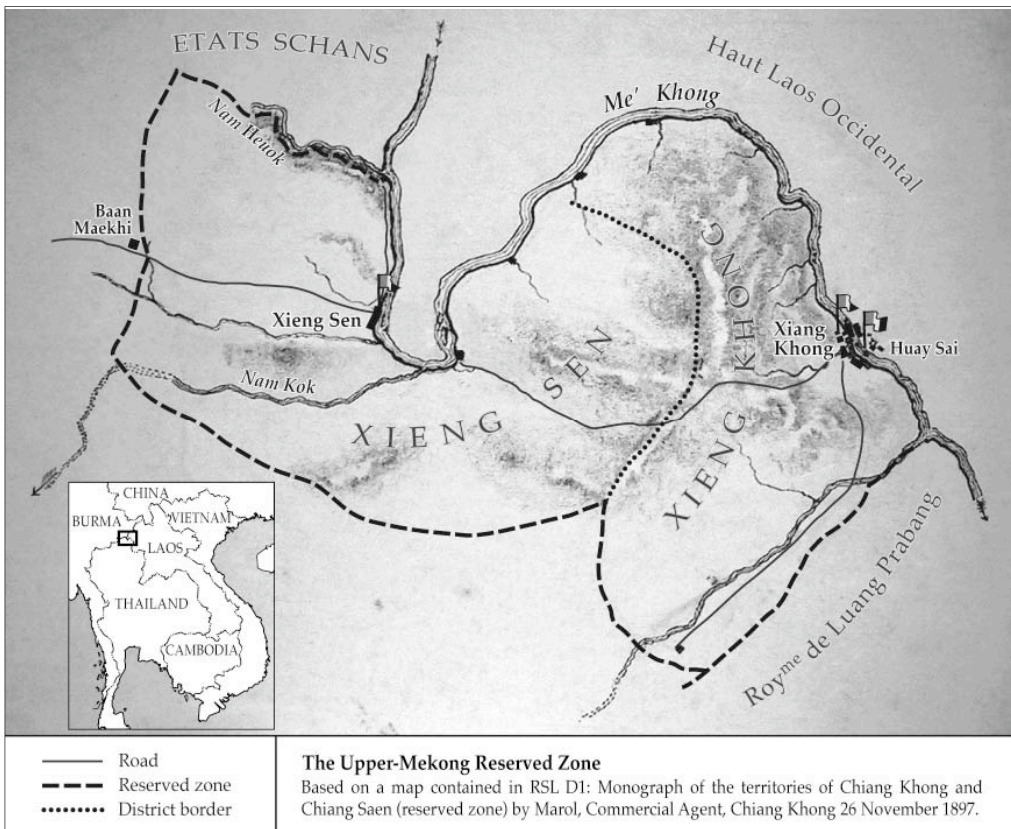 ETATS SCHANS
Haut Laos Occidental
Me' Khong
Nam Heuok
Baan
Maekhi
Xieng Sen
Nam Kok
XIENG SEN
XIENG KHONG
Xiang
Khong
Huay Sai
Roy^me de Luang Prabang
CHINA
BURMA
VIETNAM
LAOS
THAILAND
CAMBODIA
Road
Reserved zone
District border
The Upper-Mekong Reserved Zone
Based on a map contained in RSL D1: Monograph of the territories of Chiang Khong and
Chiang Saen (reserved zone) by Marol, Commercial Agent, Chiang Khong 26 November 1897.